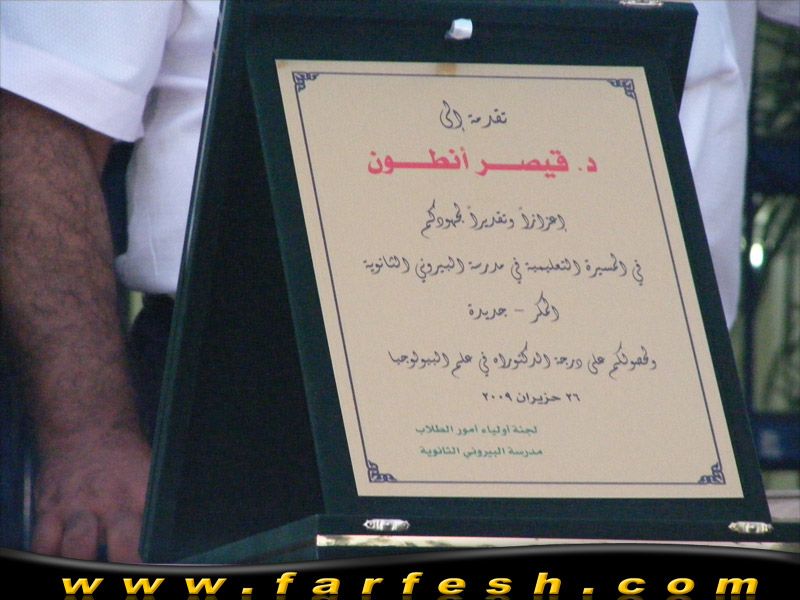 تقدمة إلى
د. قيصر أنطون
إعزازاً وتقديراً لجهودكم
في المسيرة التعليمية في مدرسة البيروني الثانوية
المكر - جديدة
ولحصولكم على درجة الدكتوراه في علم البيولوجيا
٢٦ حزيران ٢٠٠٩
لجنة أولياء امور الطلاب
مدرسة البيروني الثانوية
www.farfesh.com